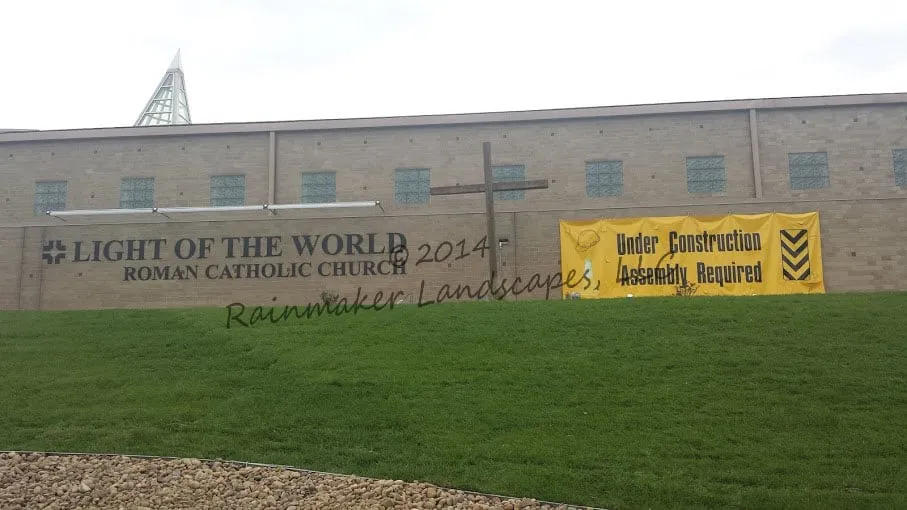 LIGHT OF THE WORLD
ROMAN CATHOLIC CHURCH
Under Construction
Assembly Required
© 2014
Rainmaker Landscapes, LLC